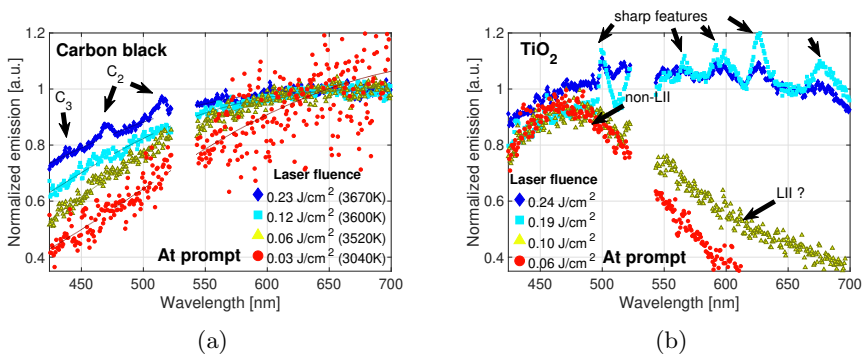 Carbon black
C3
C2
Laser fluence
0.23 J/cm2 (3670K)
0.12 J/cm2 (3600K)
0.06 J/cm2 (3520K)
0.03 J/cm2 (3040K)
At prompt
1.2
1
0.8
0.6
0.4
450 500 550 600 650 700
Wavelength [nm]
Normalized emission [a.u.]
(a)
sharp features
TiO2
non-LII
LII ?
Laser fluence
0.24 J/cm2
0.19 J/cm2
0.10 J/cm2
0.06 J/cm2
At prompt
1.2
1
0.8
0.6
0.4
450 500 550 600 650 700
Wavelength [nm]
Normalized emission [a.u.]
(b)